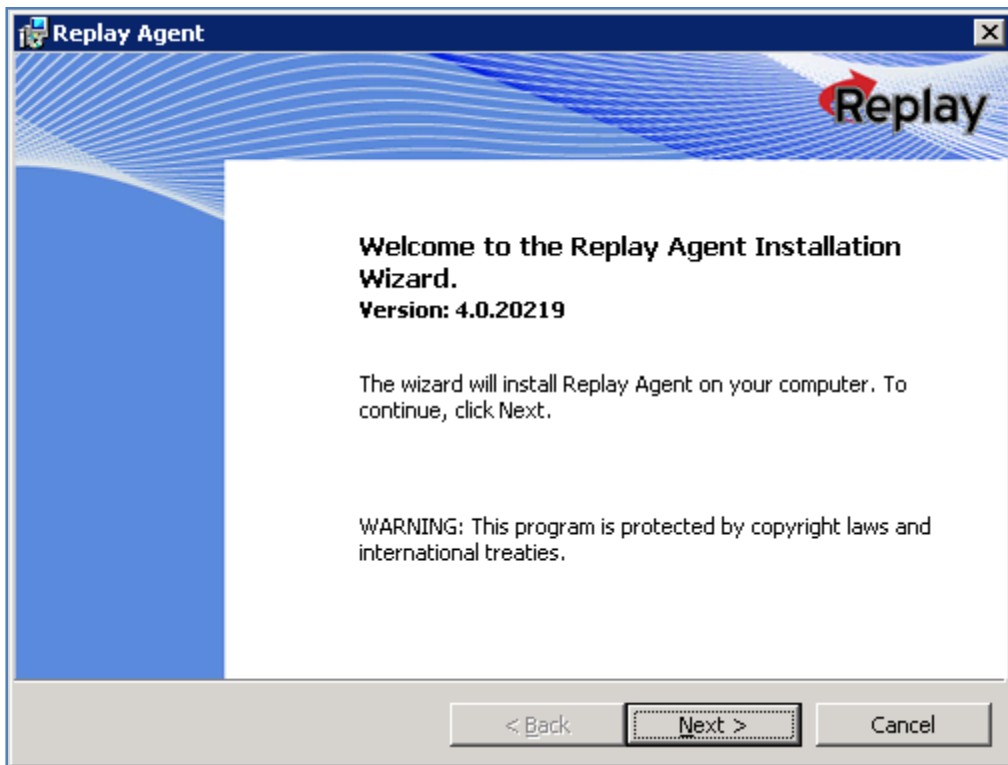 Replay Agent
Replay
Welcome to the Replay Agent Installation
Wizard.
Version: 4.0.20219
The wizard will install Replay Agent on your computer. To
continue, click Next.
WARNING: This program is protected by copyright laws and
international treaties.
< Back
Next >
Cancel